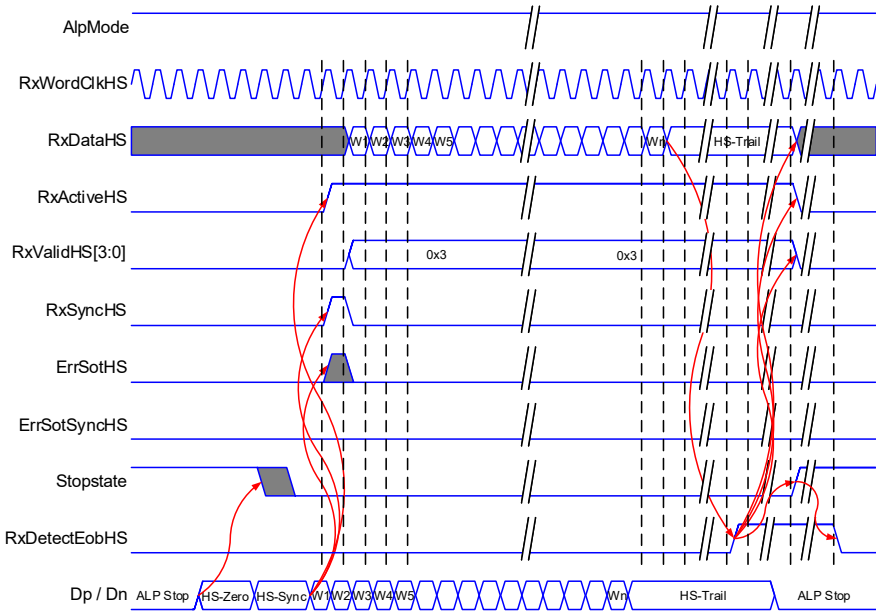 AlpMode
RxWordClkHS
RxDataHS W1 W2 W3 W4 W5 Wn HS-Trail
RxActiveHS
RxValidHS[3:0] 0x3 0x3
RxSyncHS
ErrSotHS
ErrSotSyncHS
Stopstate
RxDetectEobHS
Dp / Dn ALP Stop HS-Zero HS-Sync W1 W2 W3 W4 W5 Wn HS-Trail ALP Stop